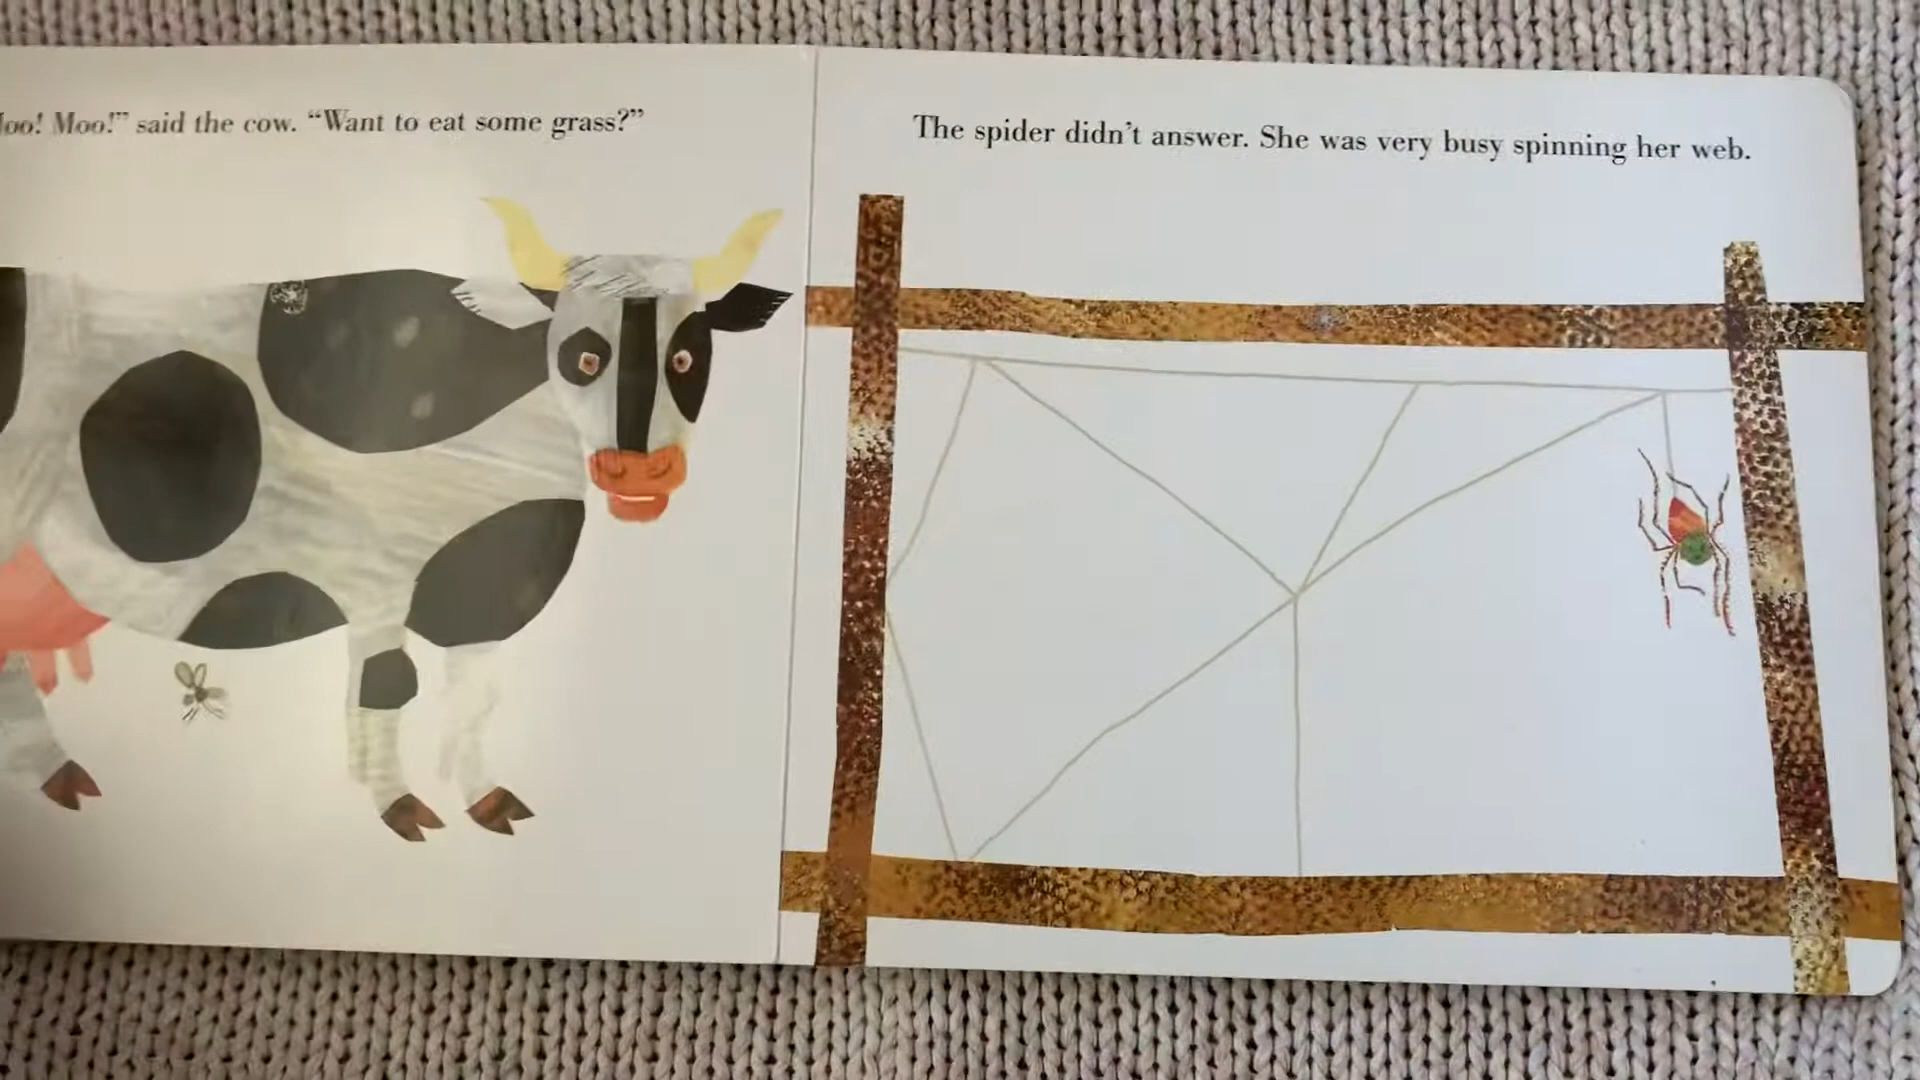 oo! Moo!” said the cow. “Want to eat some grass?”
The spider didn’t answer. She was very busy spinning her web.